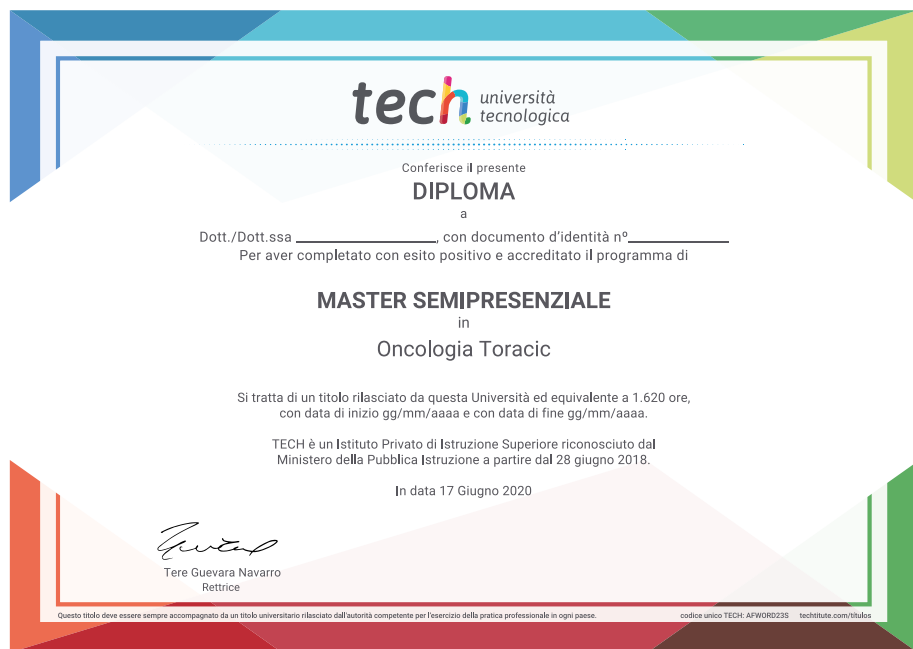 tech università
tecnologica
Conferisce il presente
DIPLOMA
a
Dott./Dott.ssa ______________, con documento d'identità nº__________
Per aver completato con esito positivo e accreditato il programma di
MASTER SEMIPRESENZIALE
in
Oncologia Toracic
Si tratta di un titolo rilasciato da questa Università ed equivalente a 1.620 ore,
con data di inizio gg/mm/aaaa e con data di fine gg/mm/aaaa.
TECH è un Istituto Privato di Istruzione Superiore riconosciuto dal
Ministero della Pubblica Istruzione a partire dal 28 giugno 2018.
In data 17 Giugno 2020
Tere Guevara Navarro
Rettrice
Questo titolo deve essere sempre accompagnato da un titolo universitario rilasciato dall'autorità competente per l'esercizio della pratica professionale in ogni paese. codice unico TECH: AFWORD23S techtitute.com/titulos